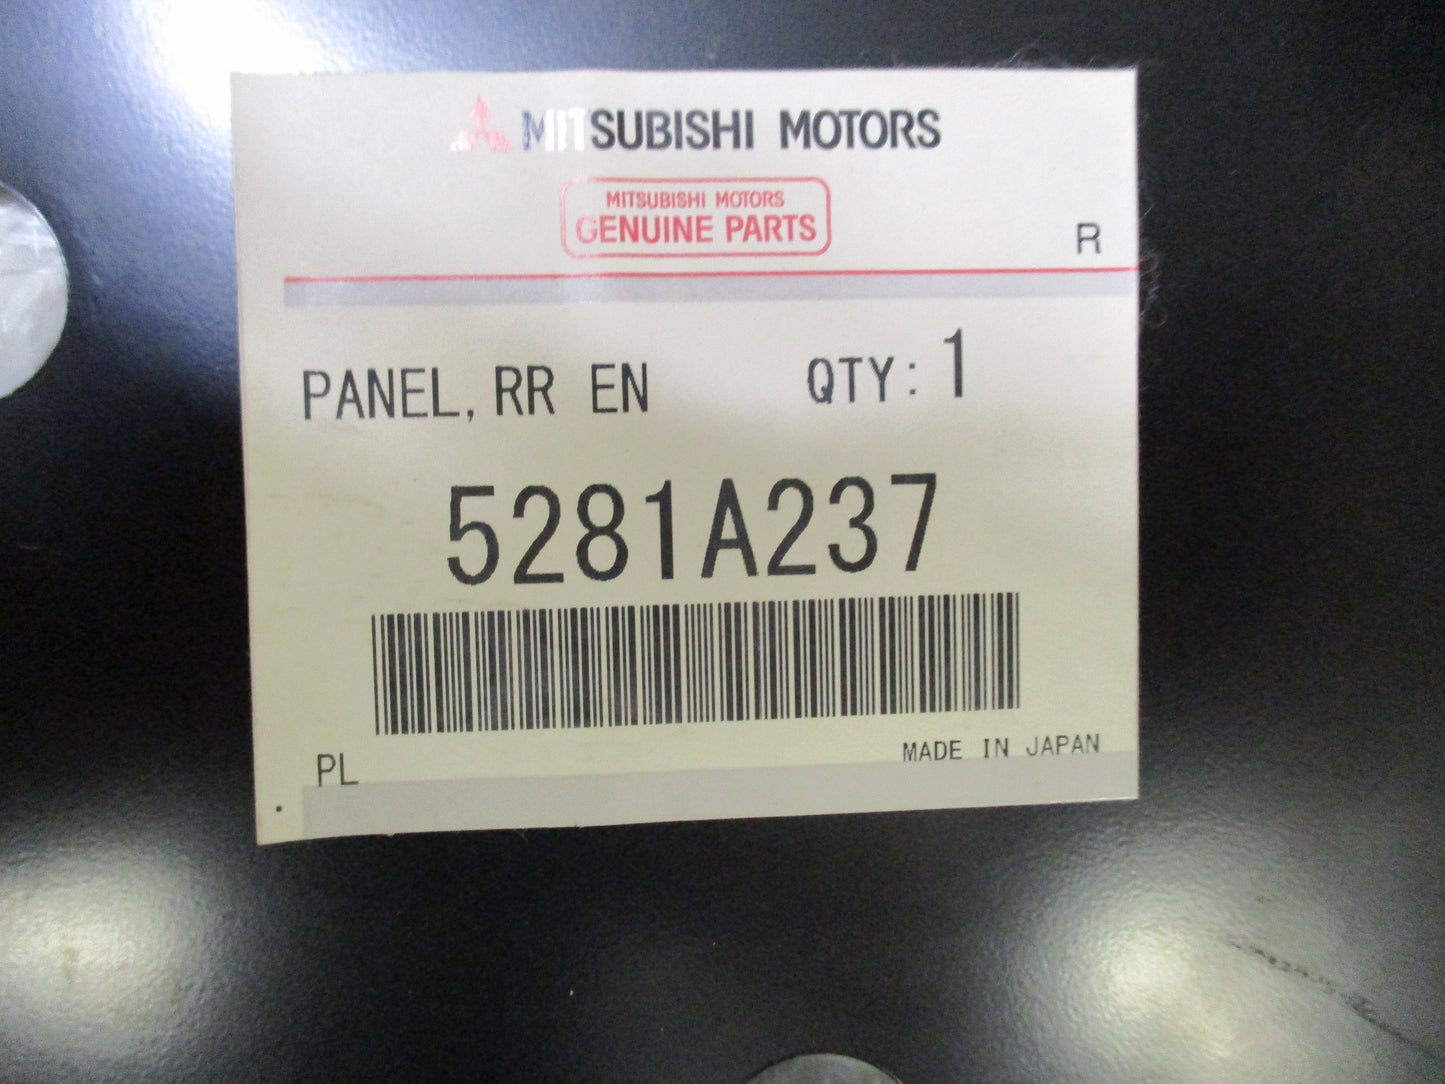 MITSUBISHI MOTORS
MITSUBISHI MOTORS
GENUINE PARTS
R
PANEL, RR EN QTY: 1
5281A237
MADE IN JAPAN
PL